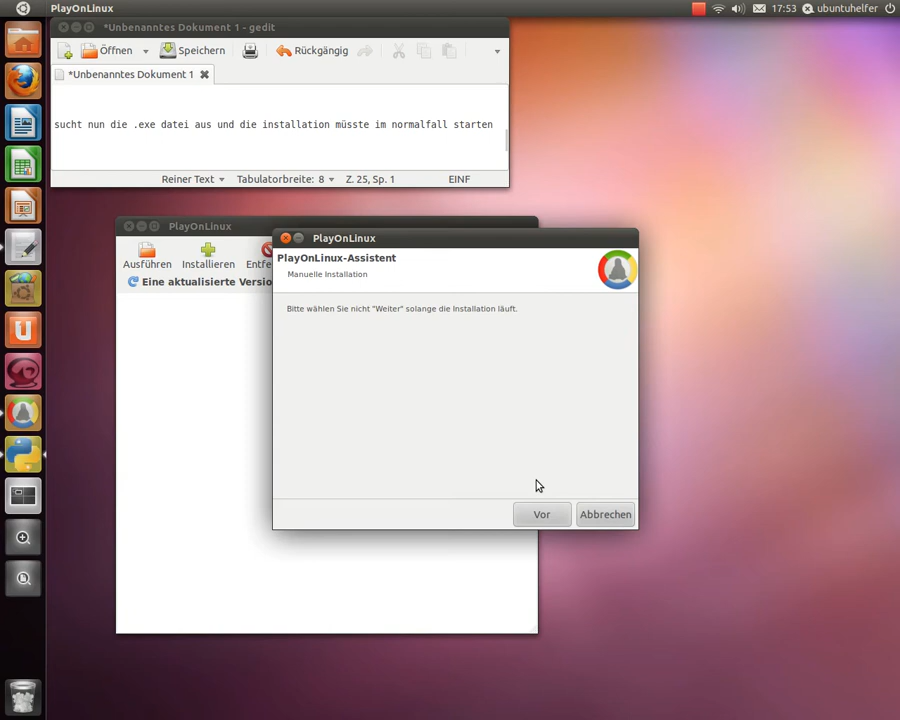 PlayOnLinux
17:53
ubuntuhelfer
*Unbenanntes Dokument 1 - gedit
Öffnen
Speichern
Rückgängig
*Unbenanntes Dokument 1
sucht nun die .exe datei aus und die installation müsste im normalfall starten
Reiner Text
Tabulatorbreite: 8
Z. 25, Sp. 1
EINF
PlayOnLinux
Ausführen
Installieren
Entfe
Eine aktualisierte Versio
PlayOnLinux
PlayOnLinux-Assistent
Manuelle Installation
Bitte wählen Sie nicht "Weiter" solange die Installation läuft.
Vor
Abbrechen